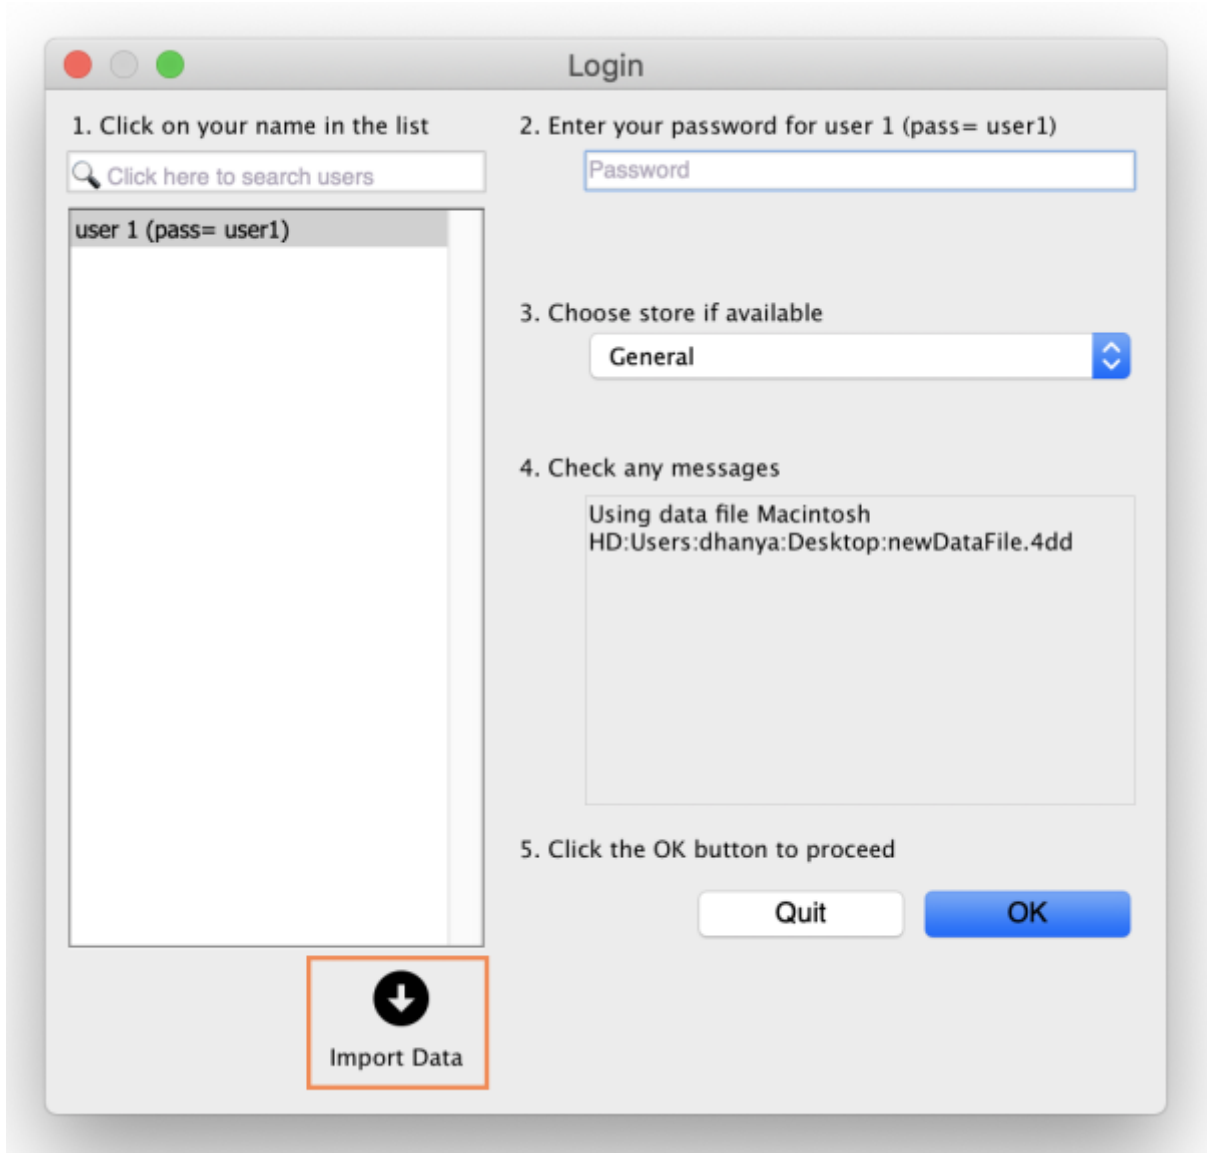 Login
1. Click on your name in the list
Click here to search users
user 1 (pass= user1)
2. Enter your password for user 1 (pass= user1)
Password
3. Choose store if available
General
4. Check any messages
Using data file Macintosh
HD:Users:dhanya:Desktop:newDataFile.4dd
5. Click the OK button to proceed
Quit
OK
Import Data